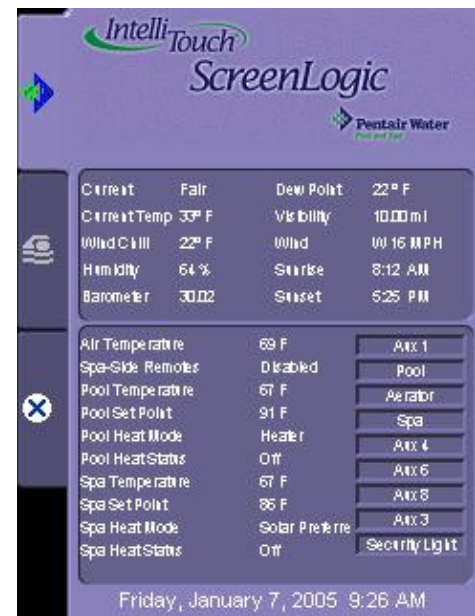 IntelliTouch
ScreenLogic
Pentair Water
Pool and Spa
Current Fair Dew Point 22° F
Current Temp 33° F Visibility 10.00 mi
Wind Chill 22° F Wind W 16 MPH
Humidity 64 % Sunrise 8:12 AM
Barometer 30.02 Sunset 5:25 PM
Air Temperature 69 F Aux 1
Spa-Side Remotes Disabled Pool
Pool Temperature 67 F Aerator
Pool Set Point 91 F Spa
Pool Heat Mode Heater Aux 4
Pool Heat Status Off Aux 6
Spa Temperature 67 F Aux 8
Spa Set Point 86 F Aux 3
Spa Heat Mode Solar Preferre Security Light
Spa Heat Status Off
Friday, January 7, 2005 9:26 AM